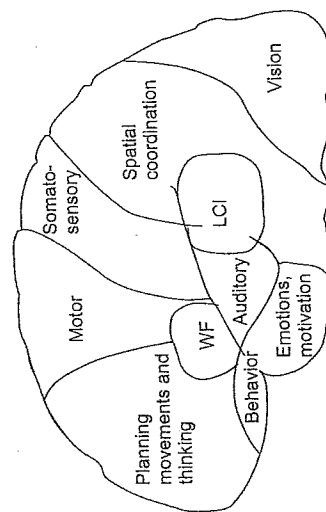 Planning
movements and
thinking
Motor
Somato-
sensory
Spatial
coordination
Vision
WF
LCI
Auditory
Behavior
Emotions,
motivation